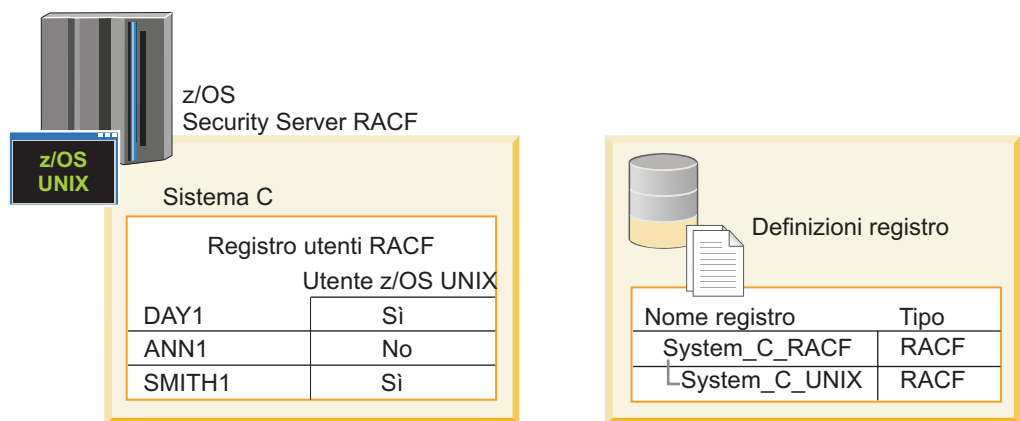 z/OS
Security Server RACF
z/OS
UNIX
Sistema C
Registro utenti RACF
Utente z/OS UNIX
DAY1 Sì
ANN1 No
SMITH1 Sì
Definizioni registro
Nome registro Tipo
System_C_RACF RACF
System_C_UNIX RACF